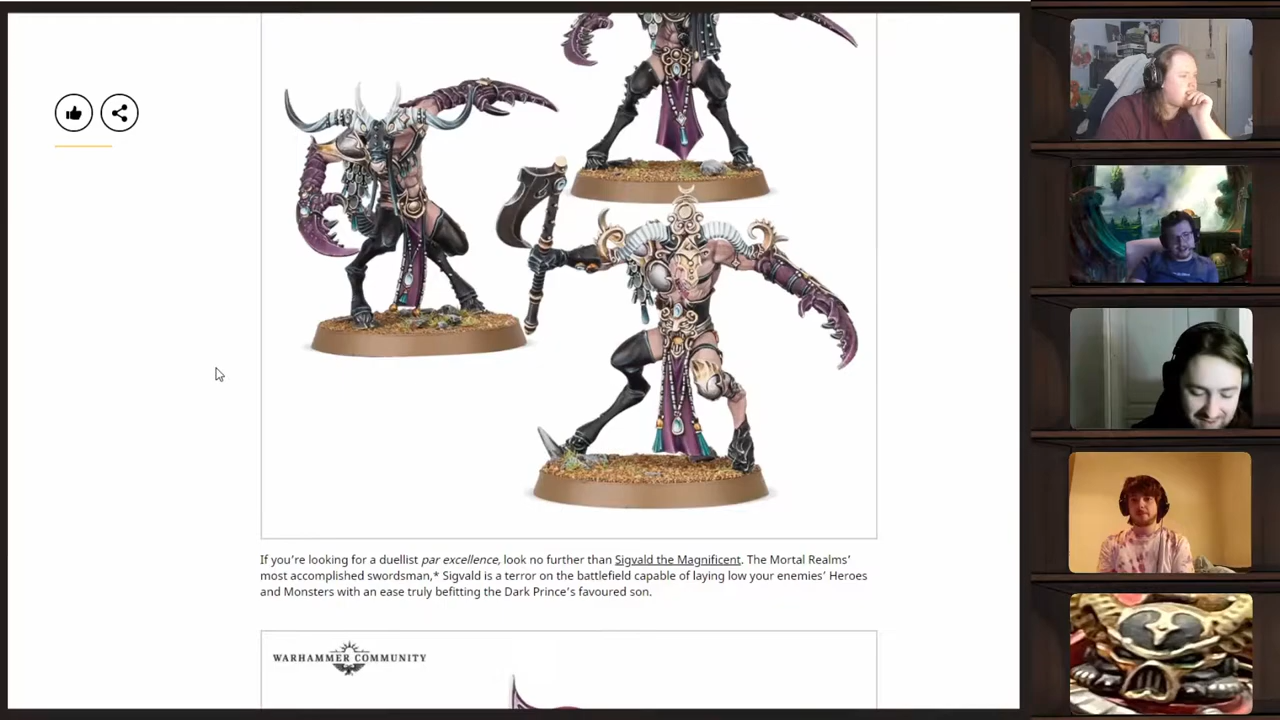 If you're looking for a duellist par excellence, look no further than Sigvald the Magnificent. The Mortal Realms'
most accomplished swordsman,* Sigvald is a terror on the battlefield capable of laying low your enemies' Heroes
and Monsters with an ease truly befitting the Dark Prince's favoured son.
WARHAMMER COMMUNITY